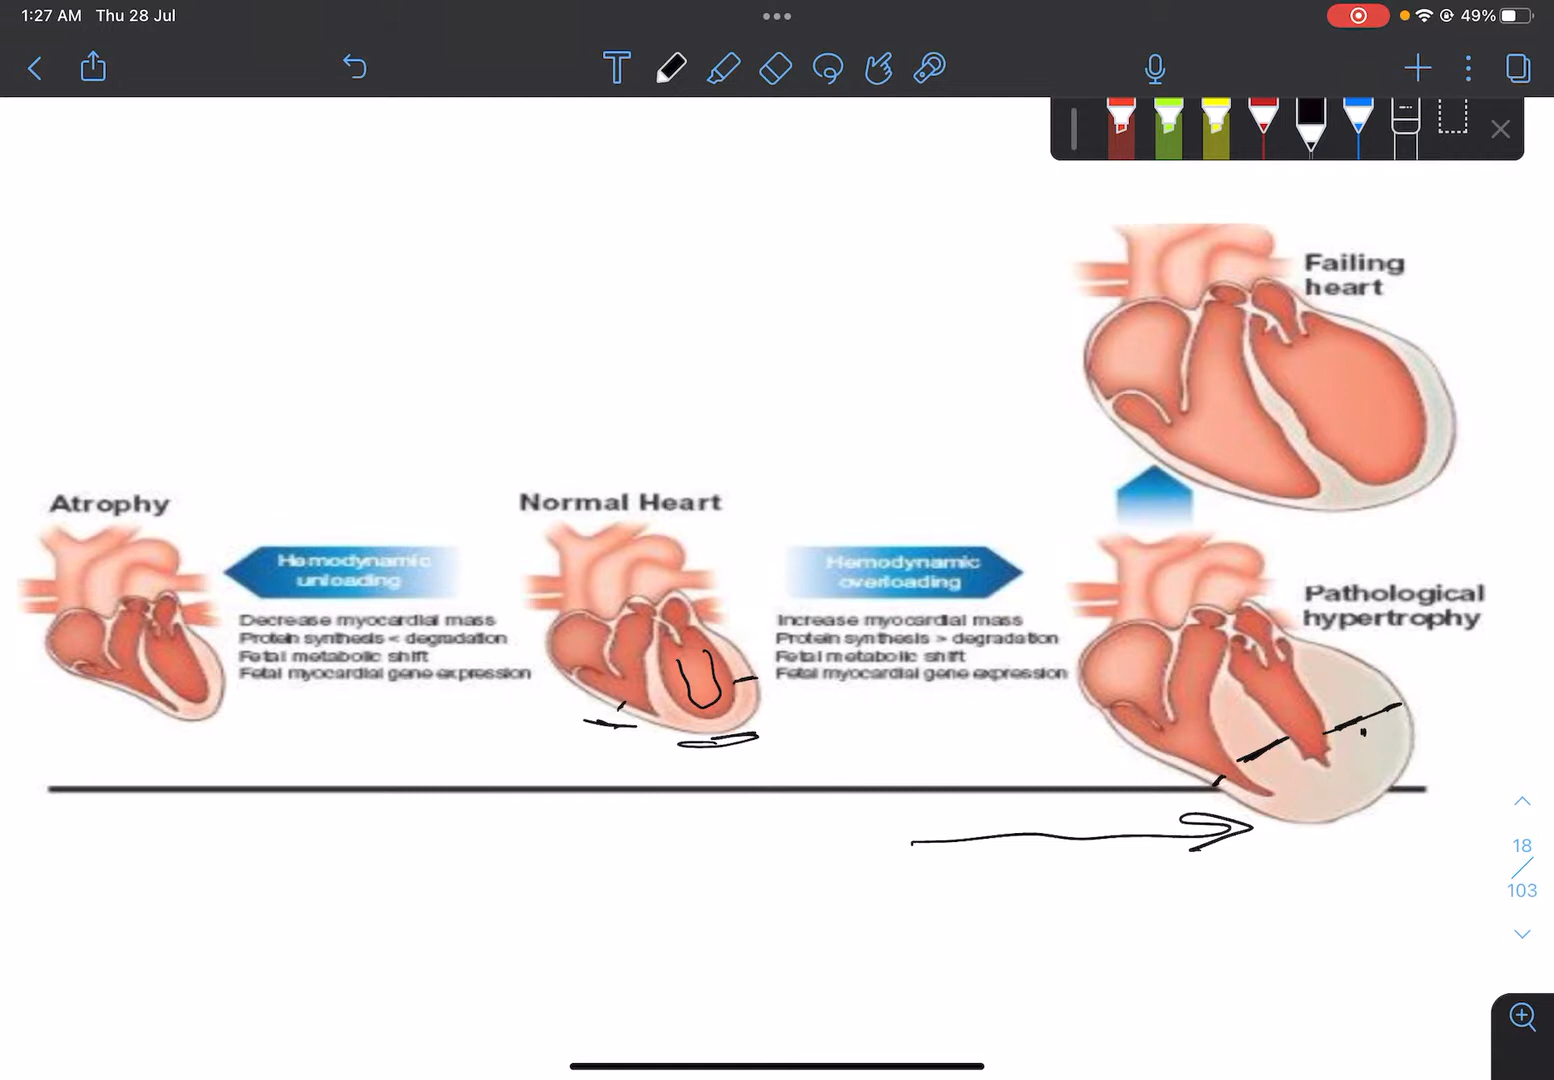 1:27 AM Thu 28 Jul
49%
Failing
heart
Atrophy
Normal Heart
Hemodynamic
unloading
Hemodynamic
overloading
Pathological
hypertrophy
Decrease myocardial mass
Protein synthesis < degradation
Fetal metabolic shift
Fetal myocardial gene expression
Increase myocardial mass
Protein synthesis > degradation
Fetal metabolic shift
Fetal myocardial gene expression
18
103